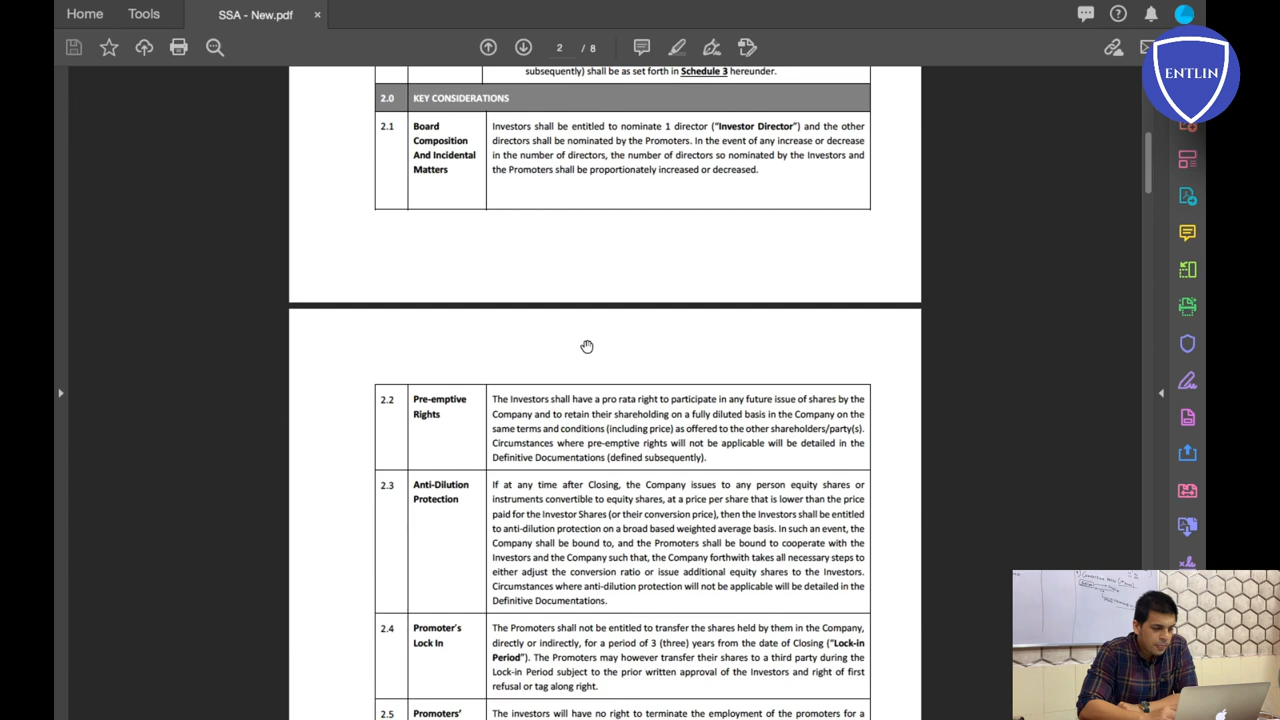 Home Tools SSA - New.pdf ×
2 / 8
ENTLIN
subsequently) shall be as set forth in Schedule 3 hereunder.
2.0 KEY CONSIDERATIONS
2.1 Board Composition And Incidental Matters
Investors shall be entitled to nominate 1 director (“Investor Director”) and the other
directors shall be nominated by the Promoters. In the event of any increase or decrease
in the number of directors, the number of directors so nominated by the Investors and
the Promoters shall be proportionately increased or decreased.
2.2 Pre-emptive Rights
The Investors shall have a pro rata right to participate in any future issue of shares by the
Company and to retain their shareholding on a fully diluted basis in the Company on the
same terms and conditions (including price) as offered to the other shareholders/party(s).
Circumstances where pre-emptive rights will not be applicable will be detailed in the
Definitive Documentations (defined subsequently).
2.3 Anti-Dilution Protection
If at any time after Closing, the Company issues to any person equity shares or
instruments convertible to equity shares, at a price per share that is lower than the price
paid for the Investor Shares (or their conversion price), then the Investors shall be entitled
to anti-dilution protection on a broad based weighted average basis. In such an event, the
Company shall be bound to, and the Promoters shall be bound to cooperate with the
Investors and the Company such that, the Company forthwith takes all necessary steps to
either adjust the conversion ratio or issue additional equity shares to the Investors.
Circumstances where anti-dilution protection will not be applicable will be detailed in the
Definitive Documentations.
2.4 Promoter's Lock In
The Promoters shall not be entitled to transfer the shares held by them in the Company,
directly or indirectly, for a period of 3 (three) years from the date of Closing (“Lock-in
Period”). The Promoters may however transfer their shares to a third party during the
Lock-in Period subject to the prior written approval of the Investors and right of first
refusal or tag along right.
2.5 Promoters’
The investors will have no right to terminate the employment of the promoters for a